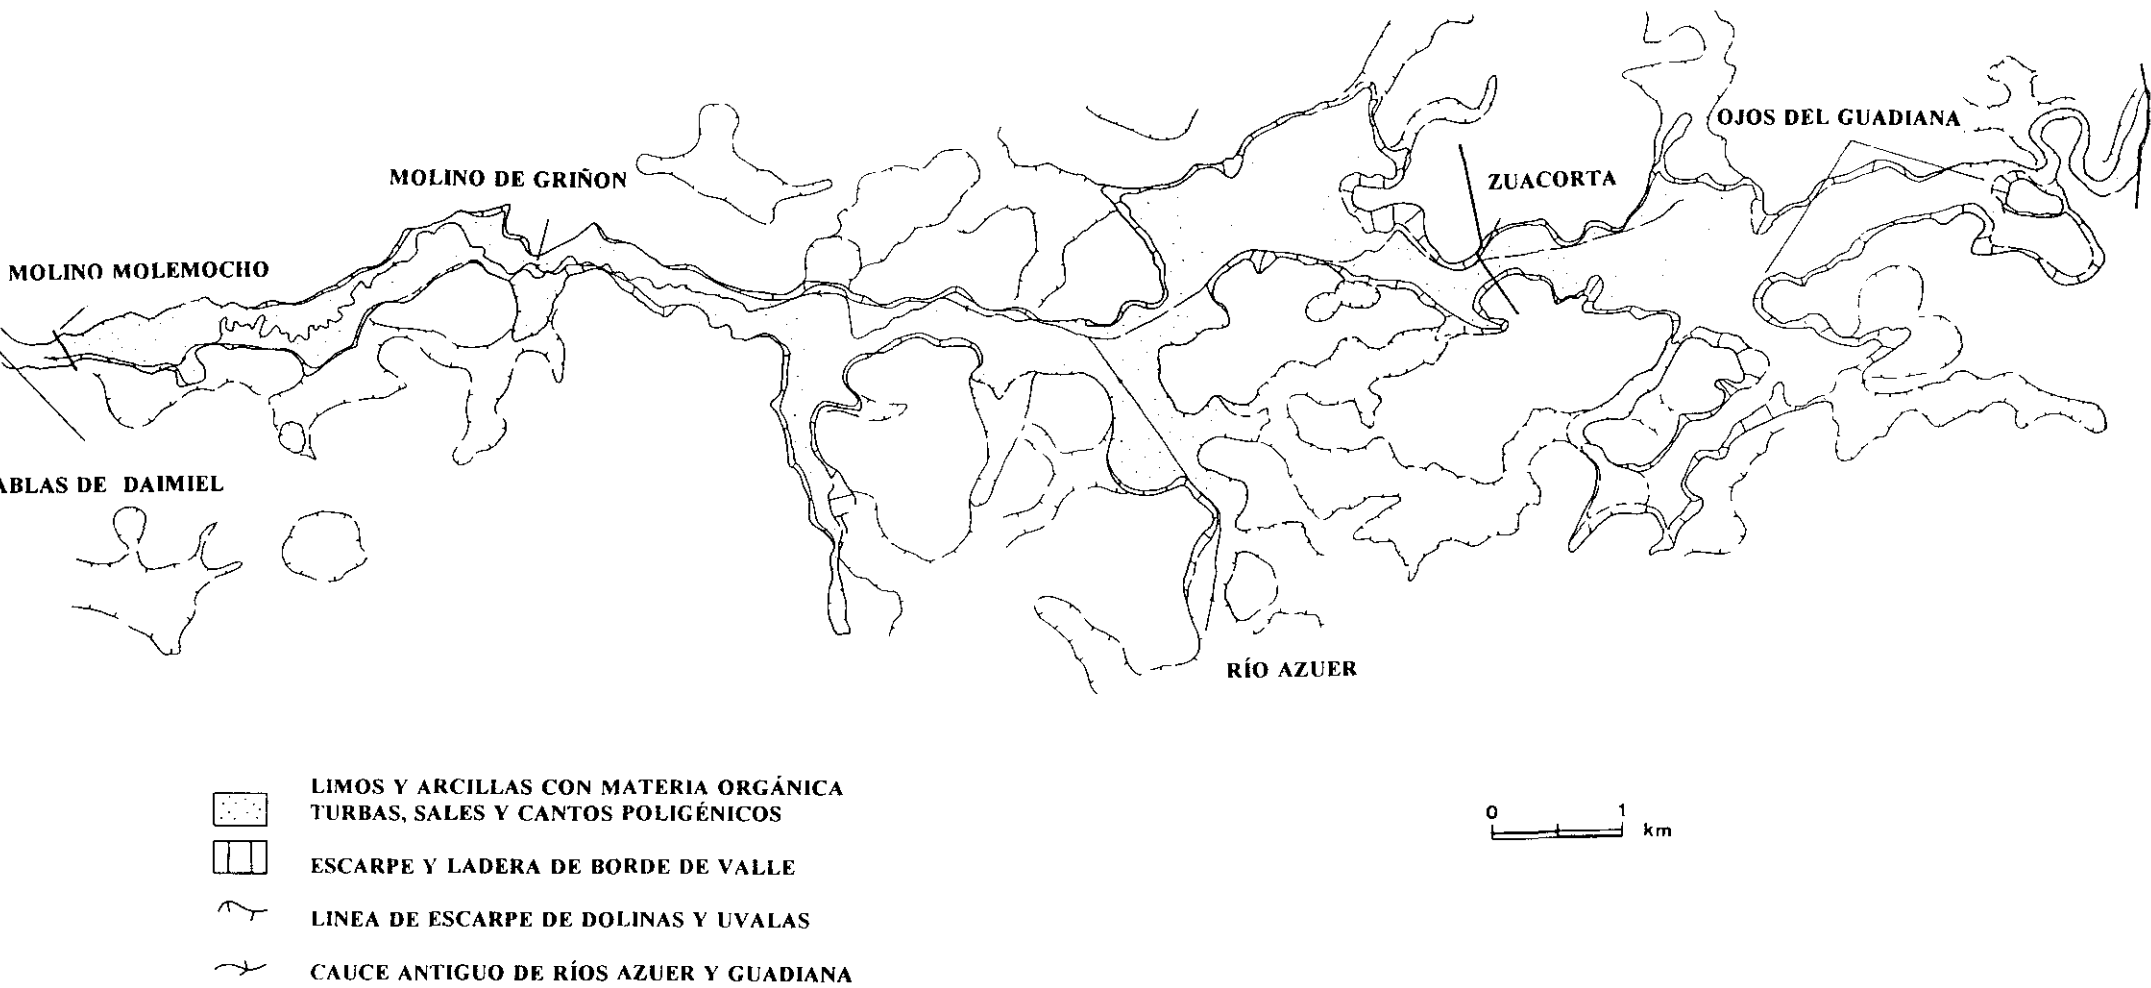 OJOS DEL GUADIANA
MOLINO DE GRIÑON
ZUACORTA
MOLINO MOLEMOCHO
ABLAS DE DAIMIEL
RÍO AZUER
LIMOS Y ARCILLAS CON MATERIA ORGÁNICA
TURBAS, SALES Y CANTOS POLIGÉNICOS
0 1 km
ESCARPE Y LADERA DE BORDE DE VALLE
LINEA DE ESCARPE DE DOLINAS Y UVALAS
CAUCE ANTIGUO DE RÍOS AZUER Y GUADIANA